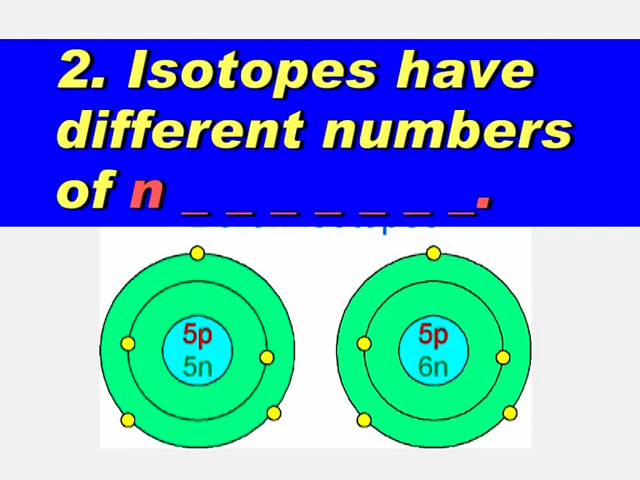 2. Isotopes have
different numbers
of n _ _ _ _ _ _ _.
5p
5n
5p
6n